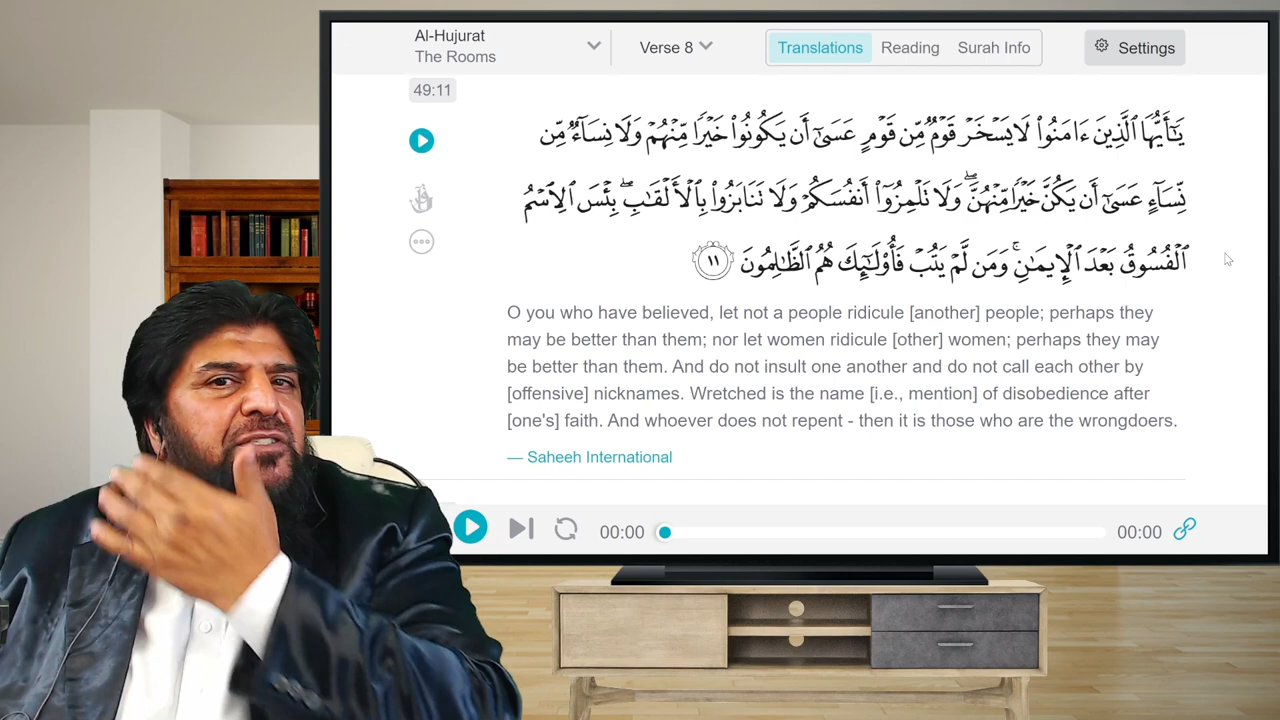 Al-Hujurat
The Rooms
Verse 8
Translations
Reading
Surah Info
Settings
49:11
يَـٰٓأَيُّهَا ٱلَّذِينَ ءَامَنُوا۟ لَا يَسْخَرْ قَوْمٌ مِّن قَوْمٍ عَسَىٰٓ أَن يَكُونُوا۟ خَيْرًا مِّنْهُمْ وَلَا نِسَآءٌ مِّن
نِّسَآءٍ عَسَىٰٓ أَن يَكُنَّ خَيْرًا مِّنْهُنَّ ۖ وَلَا تَلْمِزُوٓا۟ أَنفُسَكُمْ وَلَا تَنَابَزُوا۟ بِٱلْأَلْقَـٰبِ ۖ بِئْسَ ٱلِٱسْمُ
ٱلْفُسُوقُ بَعْدَ ٱلْإِيمَـٰنِ ۚ وَمَن لَّمْ يَتُبْ فَأُو۟لَـٰٓئِكَ هُمُ ٱلظَّـٰلِمُونَ ١١
O you who have believed, let not a people ridicule [another] people; perhaps they
may be better than them; nor let women ridicule [other] women; perhaps they may
be better than them. And do not insult one another and do not call each other by
[offensive] nicknames. Wretched is the name [i.e., mention] of disobedience after
[one's] faith. And whoever does not repent - then it is those who are the wrongdoers.
— Saheeh International
00:00
00:00